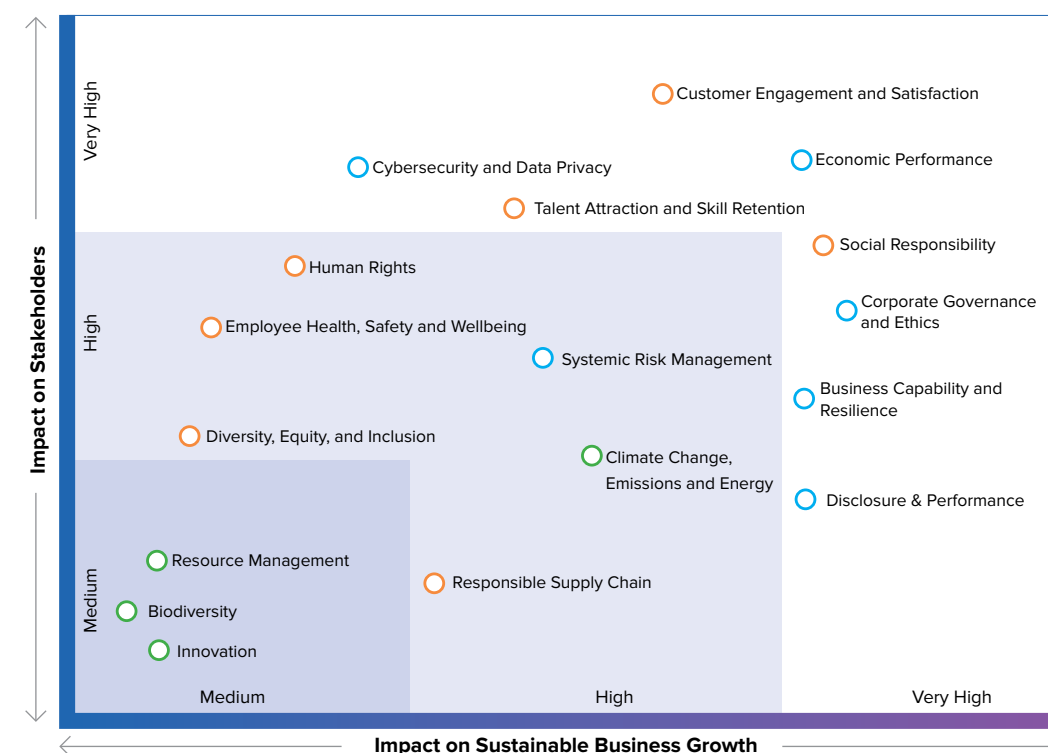 Very High
Customer Engagement and Satisfaction
Economic Performance
Cybersecurity and Data Privacy
Talent Attraction and Skill Retention
Social Responsibility
Impact on Stakeholders
High
Human Rights
Corporate Governance
and Ethics
Employee Health, Safety and Wellbeing
Systemic Risk Management
Business Capability and
Resilience
Diversity, Equity, and Inclusion
Climate Change,
Emissions and Energy
Disclosure & Performance
Medium
Resource Management
Responsible Supply Chain
Biodiversity
Innovation
Medium
High
Very High
Impact on Sustainable Business Growth